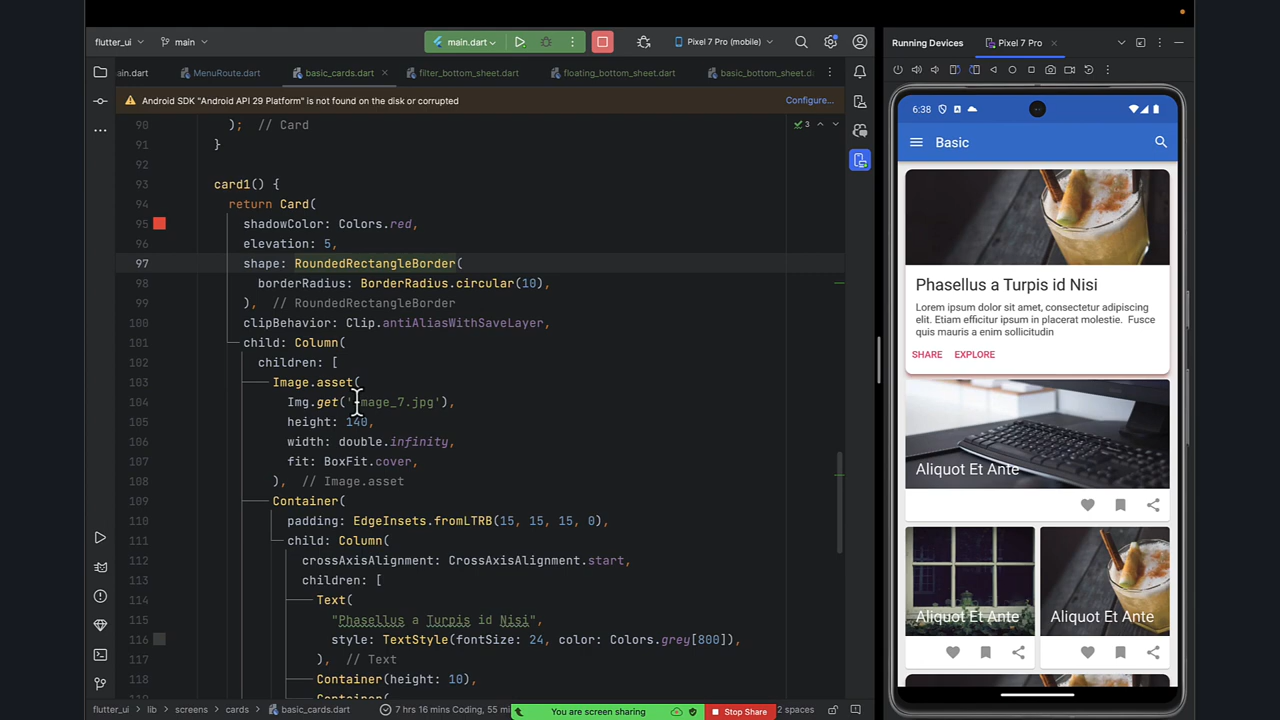 flutter_ui
main
main.dart
Pixel 7 Pro (mobile)
Running Devices
Pixel 7 Pro
ain.dart
MenuRoute.dart
basic_cards.dart
filter_bottom_sheet.dart
floating_bottom_sheet.dart
basic_bottom_sheet.da
Android SDK "Android API 29 Platform" is not found on the disk or corrupted
Configure...
3
90 ); // Card
91 }
92
93 card1() {
94 return Card(
95 shadowColor: Colors.red,
96 elevation: 5,
97 shape: RoundedRectangleBorder(
98 borderRadius: BorderRadius.circular(10),
99 ), // RoundedRectangleBorder
100 clipBehavior: Clip.antiAliasWithSaveLayer,
101 child: Column(
102 children: [
103 Image.asset(
104 Img.get('image_7.jpg'),
105 height: 140,
106 width: double.infinity,
107 fit: BoxFit.cover,
108 ), // Image.asset
109 Container(
110 padding: EdgeInsets.fromLTRB(15, 15, 15, 0),
111 child: Column(
112 crossAxisAlignment: CrossAxisAlignment.start,
113 children: [
114 Text(
115 "Phasellus a Turpis id Nisi",
116 style: TextStyle(fontSize: 24, color: Colors.grey[800]),
117 ), // Text
118 Container(height: 10),
flutter_ui > lib > screens > cards > basic_cards.dart
7 hrs 16 mins Coding, 55 mi
You are screen sharing
Stop Share
2 spaces
6:38
Basic
Phasellus a Turpis id Nisi
Lorem ipsum dolor sit amet, consectetur adipiscing
elit. Etiam efficitur ipsum in placerat molestie. Fusce
quis mauris a enim sollicitudin
SHARE EXPLORE
Aliquot Et Ante
Aliquot Et Ante
Aliquot Et Ante